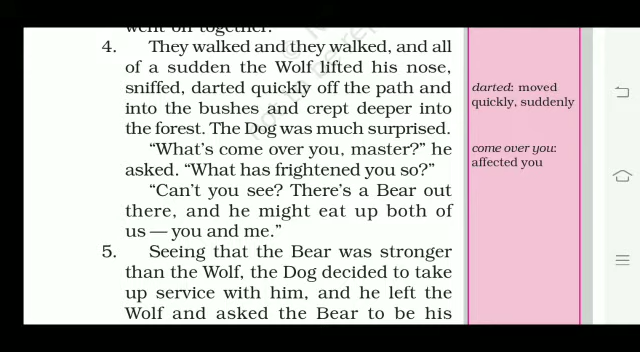 went off together.
4. They walked and they walked, and all
of a sudden the Wolf lifted his nose,
sniffed, darted quickly off the path and
into the bushes and crept deeper into
the forest. The Dog was much surprised.
“What’s come over you, master?” he
asked. “What has frightened you so?”
“Can’t you see? There’s a Bear out
there, and he might eat up both of
us — you and me.”
5. Seeing that the Bear was stronger
than the Wolf, the Dog decided to take
up service with him, and he left the
Wolf and asked the Bear to be his
darted: moved
quickly, suddenly
come over you:
affected you